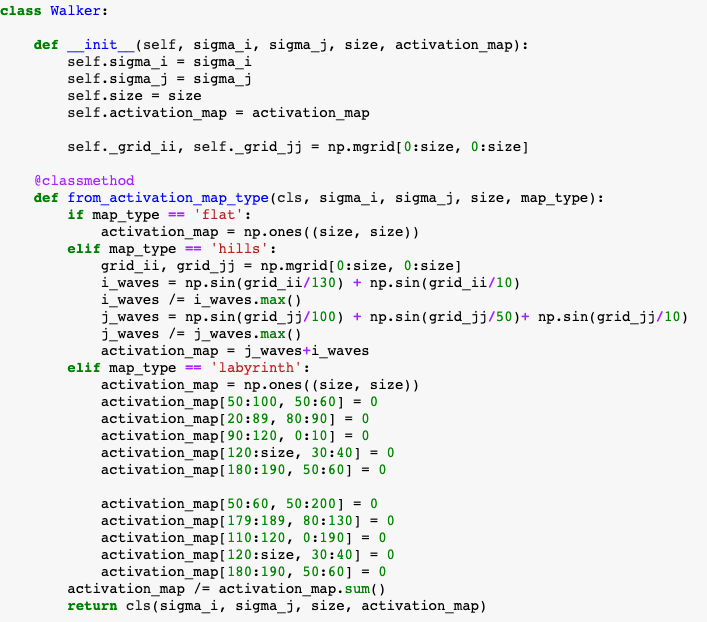 class Walker:
def __init__(self, sigma_i, sigma_j, size, activation_map):
self.sigma_i = sigma_i
self.sigma_j = sigma_j
self.size = size
self.activation_map = activation_map
self._grid_ii, self._grid_jj = np.mgrid[0:size, 0:size]
@classmethod
def from_activation_map_type(cls, sigma_i, sigma_j, size, map_type):
if map_type == 'flat':
activation_map = np.ones((size, size))
elif map_type == 'hills':
grid_ii, grid_jj = np.mgrid[0:size, 0:size]
i_waves = np.sin(grid_ii/130) + np.sin(grid_ii/10)
i_waves /= i_waves.max()
j_waves = np.sin(grid_jj/100) + np.sin(grid_jj/50)+ np.sin(grid_jj/10)
j_waves /= j_waves.max()
activation_map = j_waves+i_waves
elif map_type == 'labyrinth':
activation_map = np.ones((size, size))
activation_map[50:100, 50:60] = 0
activation_map[20:89, 80:90] = 0
activation_map[90:120, 0:10] = 0
activation_map[120:size, 30:40] = 0
activation_map[180:190, 50:60] = 0
activation_map[50:60, 50:200] = 0
activation_map[179:189, 80:130] = 0
activation_map[110:120, 0:190] = 0
activation_map[120:size, 30:40] = 0
activation_map[180:190, 50:60] = 0
activation_map /= activation_map.sum()
return cls(sigma_i, sigma_j, size, activation_map)